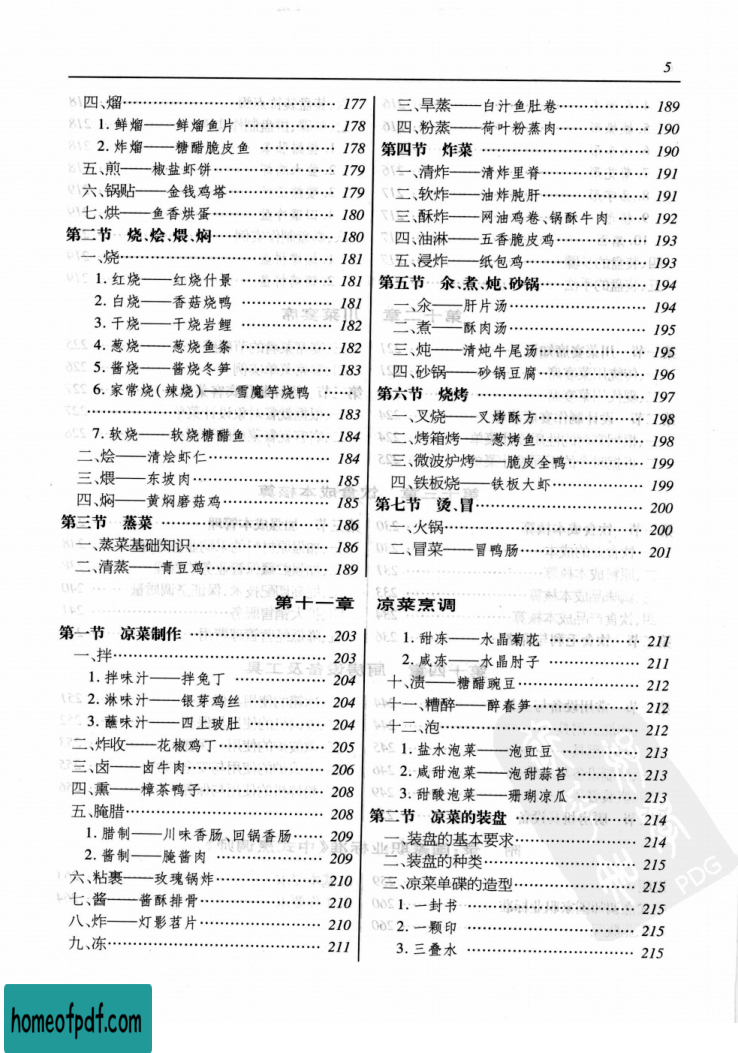 5
四、熘………177
1.鲜熘——鲜熘鱼片………178
2.炸熘——糖醋脆皮鱼………178
五、煎——椒盐虾饼………179
六、锅贴——金钱鸡塔………179
七、烘——鱼香烘蛋………180
第二节 烧、烩、煨、焖………180
一、烧………181
1.红烧——红烧什景………181
2.白烧——香菇烧鸭………181
3.干烧——干烧岩鲤………182
4.葱烧——葱烧鱼条………182
5.酱烧——酱烧冬笋………183
6.家常烧(辣烧)——雪魔芋烧鸭……
………183
7.软烧——软烧糖醋鱼………184
二、烩——清烩虾仁………184
三、煨——东坡肉………185
四、焖——黄焖蘑菇鸡………185
第三节 蒸菜………186
一、蒸菜基础知识………186
二、清蒸——青豆鸡………189
三、旱蒸——白汁鱼肚卷………189
四、粉蒸——荷叶粉蒸肉………190
第四节 炸菜………190
一、清炸——清炸里脊………191
二、软炸——油炸肫肝………191
三、酥炸——网油鸡卷、锅酥牛肉……192
四、油淋——五香脆皮鸡………193
五、浸炸——纸包鸡………193
第五节 汆、煮、炖、砂锅………194
一、汆——肝片汤………194
二、煮——酥肉汤………195
三、炖——清炖牛尾汤………195
四、砂锅——砂锅豆腐………196
第六节 烧烤………197
一、叉烧——叉烤酥方………198
二、烤箱烤——葱烤鱼………198
三、微波炉烤——脆皮全鸭………199
四、铁板烧——铁板大虾………199
第七节 烫、冒………200
一、火锅………200
二、冒菜——冒鸭肠………201
第十一章 凉菜烹调
第一节 凉菜制作………203
一、拌………203
1.拌味汁——拌兔丁………204
2.淋味汁——银芽鸡丝………204
3.蘸味汁——四上玻肚………204
二、炸收——花椒鸡丁………205
三、卤——卤牛肉………206
四、熏——樟茶鸭子………208
五、腌腊………208
1.腊制——川味香肠、回锅香肠……209
2.酱制——腌酱肉………209
六、粘裹——玫瑰锅炸………210
七、酱——酱酥排骨………210
八、炸——灯影苕片………210
九、冻………211
1.甜冻——水晶菊花………211
2.咸冻——水晶肘子………211
十、渍——糖醋豌豆………212
十一、糟醉——醉春笋………212
十二、泡………212
1.盐水泡菜——泡豇豆………213
2.咸甜泡菜——泡甜蒜苔………213
3.甜酸泡菜——珊瑚凉瓜………213
第二节 凉菜的装盘………214
一、装盘的基本要求………214
二、装盘的种类………215
三、凉菜单碟的造型………215
1.一封书………215
2.一颗印………215
3.三叠水………215
PDG
homeofpdf.com